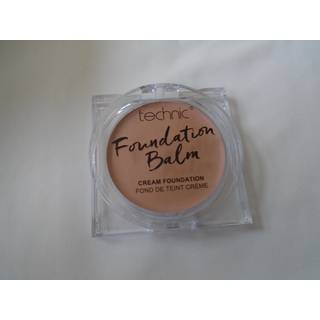 technic
Foundation
Balm
CREAM FOUNDATION
FOND DE TEINT CRÈME